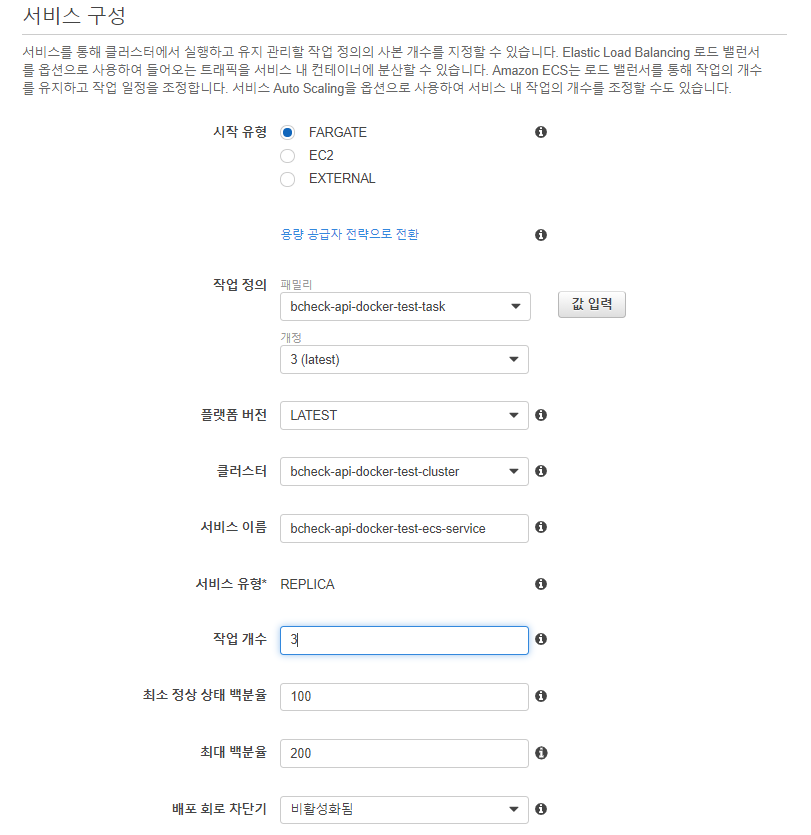 서비스 구성
서비스를 통해 클러스터에서 실행하고 유지 관리할 작업 정의의 사본 개수를 지정할 수 있습니다. Elastic Load Balancing 로드 밸런서
를 옵션으로 사용하여 들어오는 트래픽을 서비스 내 컨테이너에 분산할 수 있습니다. Amazon ECS는 로드 밸런서를 통해 작업의 개수
를 유지하고 작업 일정을 조정합니다. 서비스 Auto Scaling을 옵션으로 사용하여 서비스 내 작업의 개수를 조정할 수도 있습니다.
시작 유형 FARGATE
EC2
EXTERNAL
용량 공급자 전략으로 전환
작업 정의 패밀리
bcheck-api-docker-test-task 값 입력
개정
3 (latest)
플랫폼 버전 LATEST
클러스터 bcheck-api-docker-test-cluster
서비스 이름 bcheck-api-docker-test-ecs-service
서비스 유형* REPLICA
작업 개수 3
최소 정상 상태 백분율 100
최대 백분율 200
배포 회로 차단기 비활성화됨